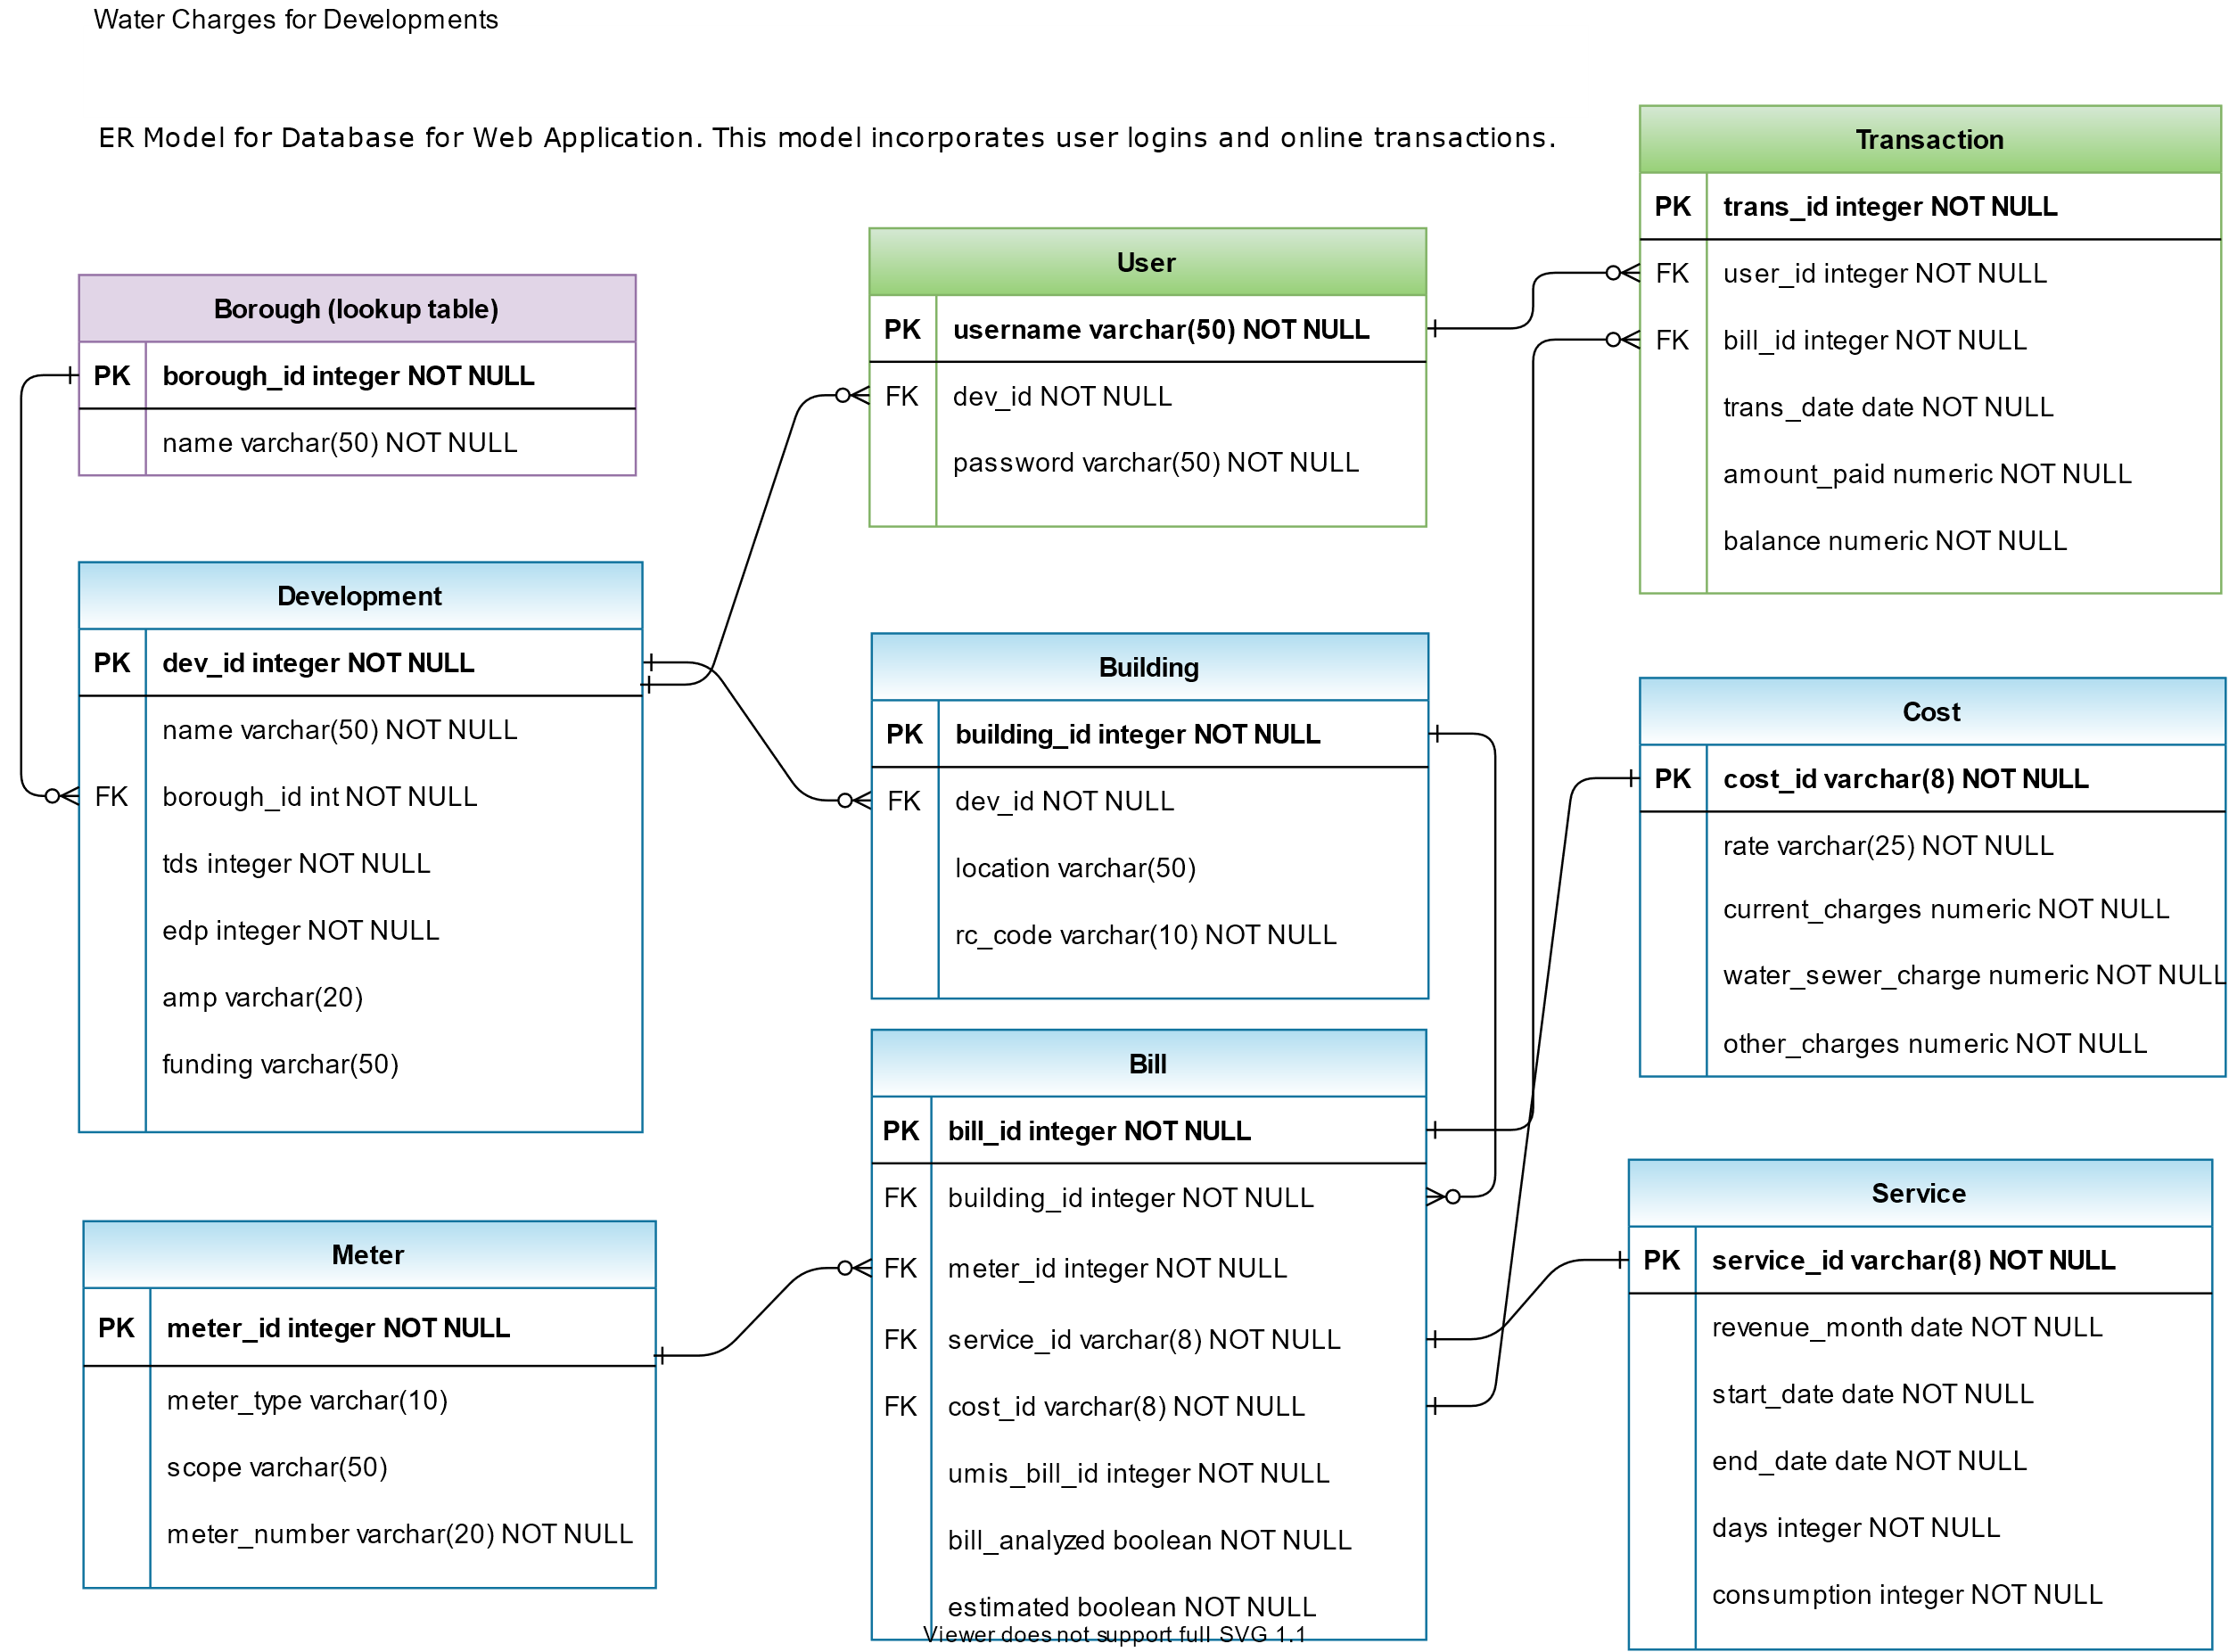 Water Charges for Developments
ER Model for Database for Web Application. This model incorporates user logins and online transactions.
Borough (lookup table)
PK borough_id integer NOT NULL
name varchar(50) NOT NULL
Development
PK dev_id integer NOT NULL
name varchar(50) NOT NULL
FK borough_id int NOT NULL
tds integer NOT NULL
edp integer NOT NULL
amp varchar(20)
funding varchar(50)
Meter
PK meter_id integer NOT NULL
meter_type varchar(10)
scope varchar(50)
meter_number varchar(20) NOT NULL
User
PK username varchar(50) NOT NULL
FK dev_id NOT NULL
password varchar(50) NOT NULL
Building
PK building_id integer NOT NULL
FK dev_id NOT NULL
location varchar(50)
rc_code varchar(10) NOT NULL
Bill
PK bill_id integer NOT NULL
FK building_id integer NOT NULL
FK meter_id integer NOT NULL
FK service_id varchar(8) NOT NULL
FK cost_id varchar(8) NOT NULL
umis_bill_id integer NOT NULL
bill_analyzed boolean NOT NULL
estimated boolean NOT NULL
Viewer does not support full SVG 1.1
Transaction
PK trans_id integer NOT NULL
FK user_id integer NOT NULL
FK bill_id integer NOT NULL
trans_date date NOT NULL
amount_paid numeric NOT NULL
balance numeric NOT NULL
Cost
PK cost_id varchar(8) NOT NULL
rate varchar(25) NOT NULL
current_charges numeric NOT NULL
water_sewer_charge numeric NOT NULL
other_charges numeric NOT NULL
Service
PK service_id varchar(8) NOT NULL
revenue_month date NOT NULL
start_date date NOT NULL
end_date date NOT NULL
days integer NOT NULL
consumption integer NOT NULL